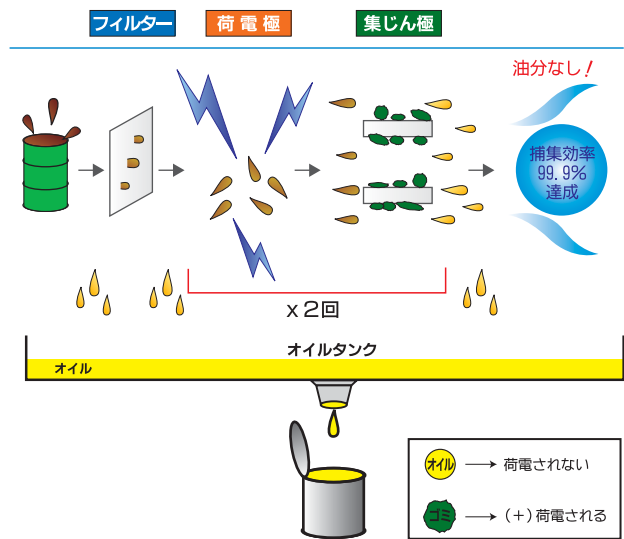 フィルター
荷電極
集じん極
油分なし!
捕集効率
99.9%
達成
x2回
オイルタンク
オイル
オイル
荷電されない
ゴミ
(+)荷電される